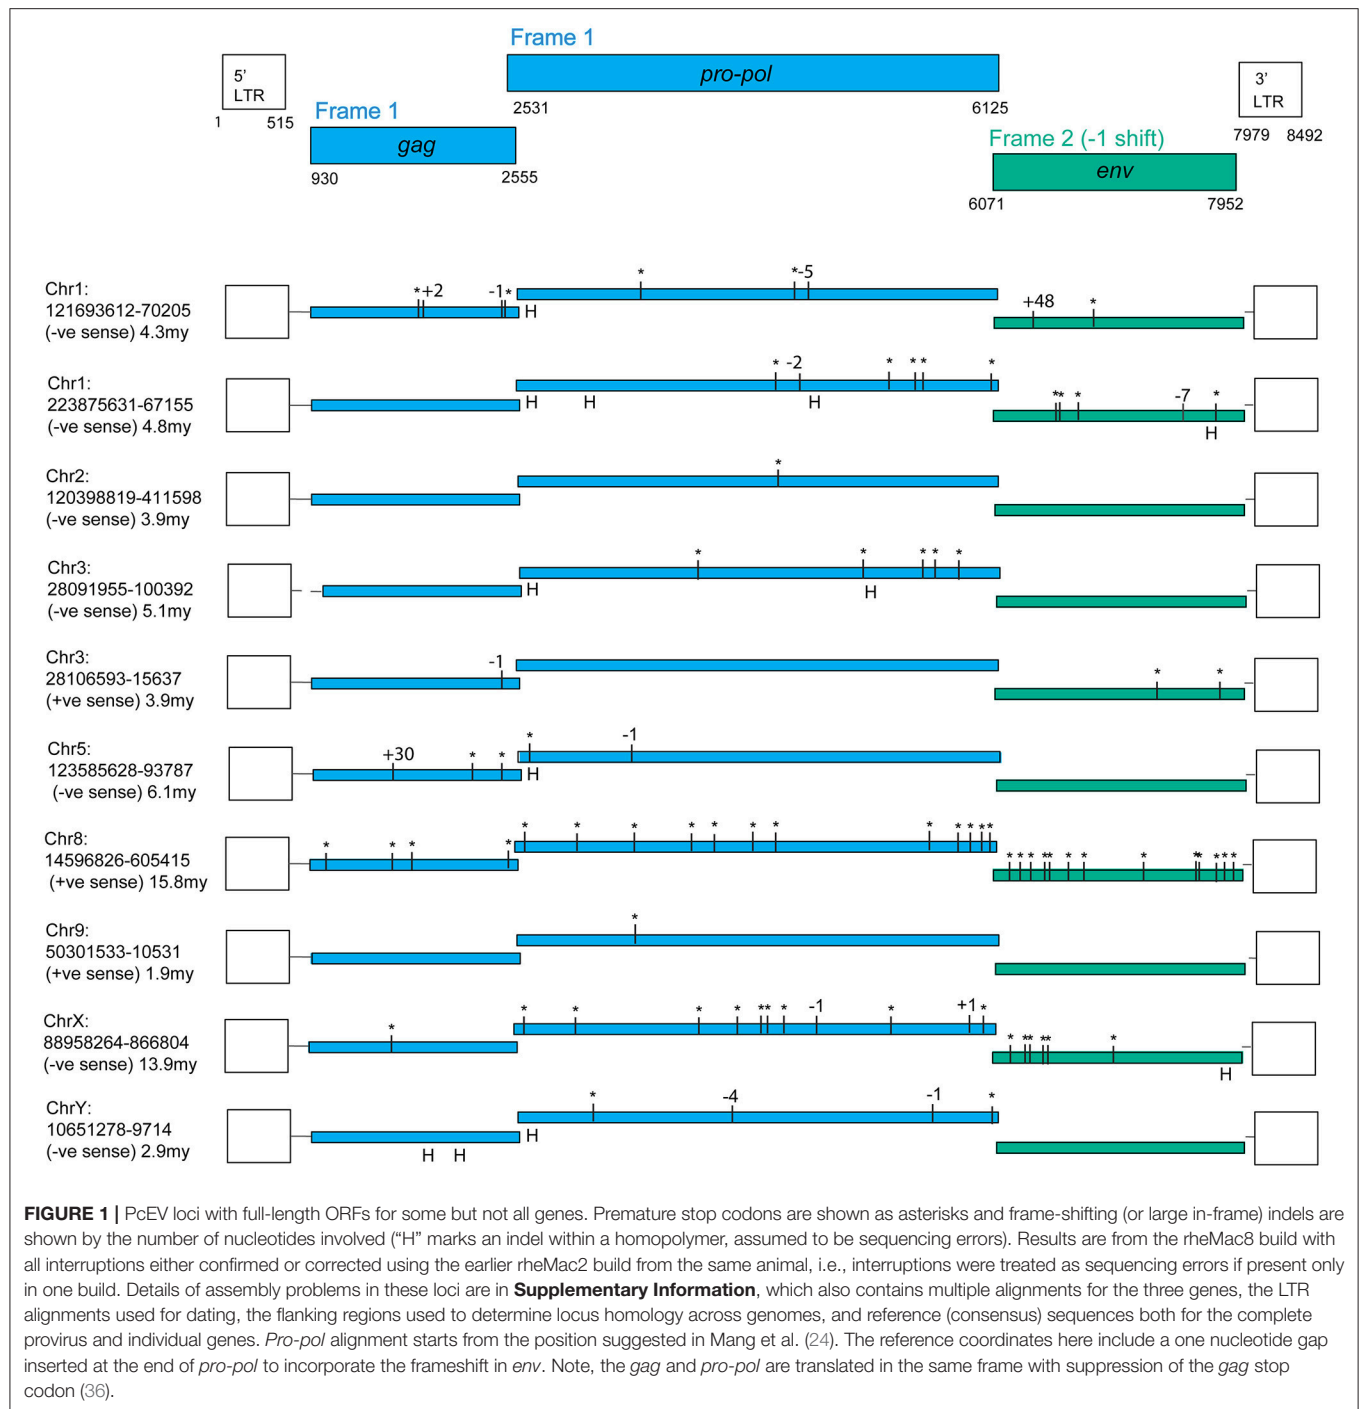 Frame 1
5’
LTR
pro-pol
3’
LTR
1 515
2531 6125
7979 8492
Frame 1
gag
930 2555
Frame 2 (-1 shift)
env
6071 7952
Chr1:
121693612-70205
(-ve sense) 4.3my
* +2 -1 *
H
* * -5
+48 *
Chr1:
223875631-67155
(-ve sense) 4.8my
* -2 * * * *
H H H
* * * -7 *
H
Chr2:
120398819-411598
(-ve sense) 3.9my
*
Chr3:
28091955-100392
(-ve sense) 5.1my
* * * * *
H H
Chr3:
28106593-15637
(+ve sense) 3.9my
-1
* *
Chr5:
123585628-93787
(-ve sense) 6.1my
+30 * *
* -1
H
Chr8:
14596826-605415
(+ve sense) 15.8my
* * * *
* * * * * * * * * * * *
* * * * * * * * * * * * *
Chr9:
50301533-10531
(+ve sense) 1.9my
*
ChrX:
88958264-866804
(-ve sense) 13.9my
*
* * * * * * * -1 * +1 *
* * * * * *
H
ChrY:
10651278-9714
(-ve sense) 2.9my
H H
* -4 -1 *
H
FIGURE 1 | PcEV loci with full-length ORFs for some but not all genes. Premature stop codons are shown as asterisks and frame-shifting (or large in-frame) indels are
shown by the number of nucleotides involved (“H” marks an indel within a homopolymer, assumed to be sequencing errors). Results are from the rheMac8 build with
all interruptions either confirmed or corrected using the earlier rheMac2 build from the same animal, i.e., interruptions were treated as sequencing errors if present only
in one build. Details of assembly problems in these loci are in Supplementary Information, which also contains multiple alignments for the three genes, the LTR
alignments used for dating, the flanking regions used to determine locus homology across genomes, and reference (consensus) sequences both for the complete
provirus and individual genes. Pro-pol alignment starts from the position suggested in Mang et al. (24). The reference coordinates here include a one nucleotide gap
inserted at the end of pro-pol to incorporate the frameshift in env. Note, the gag and pro-pol are translated in the same frame with suppression of the gag stop
codon (36).